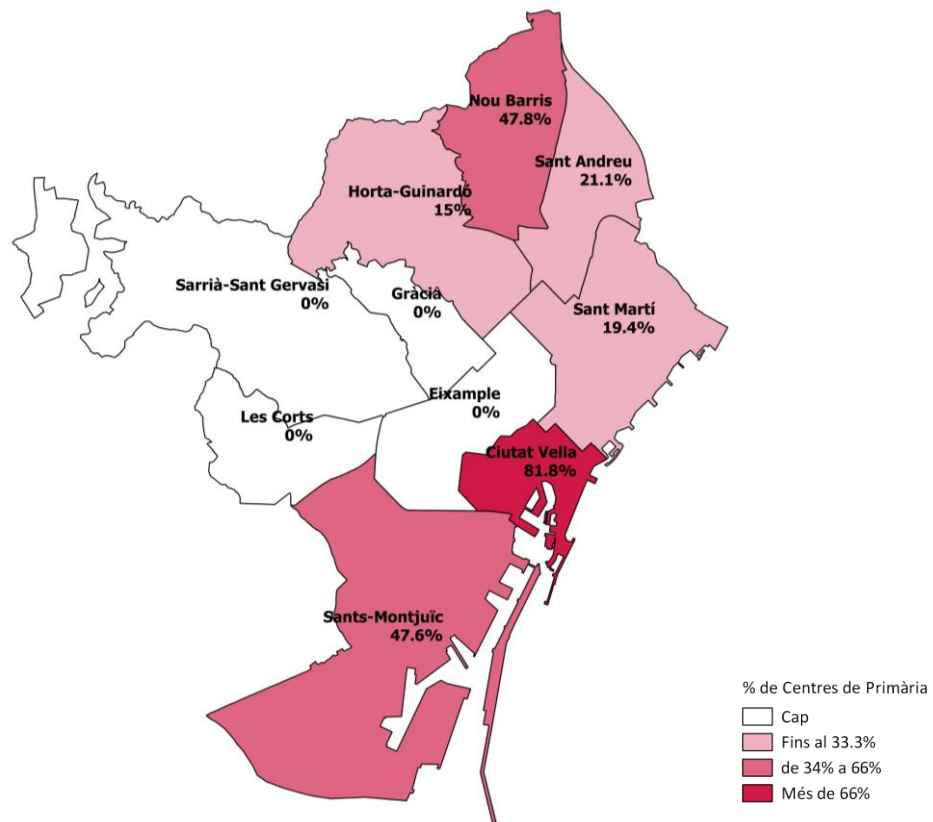 Nou Barris
47.8%
Sant Andreu
21.1%
Horta-Guinardó
15%
Sarrià-Sant Gervasi
0%
Gràcia
0%
Sant Martí
19.4%
Eixample
0%
Les Corts
0%
Ciutat Vella
81.8%
Sants-Montjuïc
47.6%
% de Centres de Primària
Cap
Fins al 33.3%
de 34% a 66%
Més de 66%